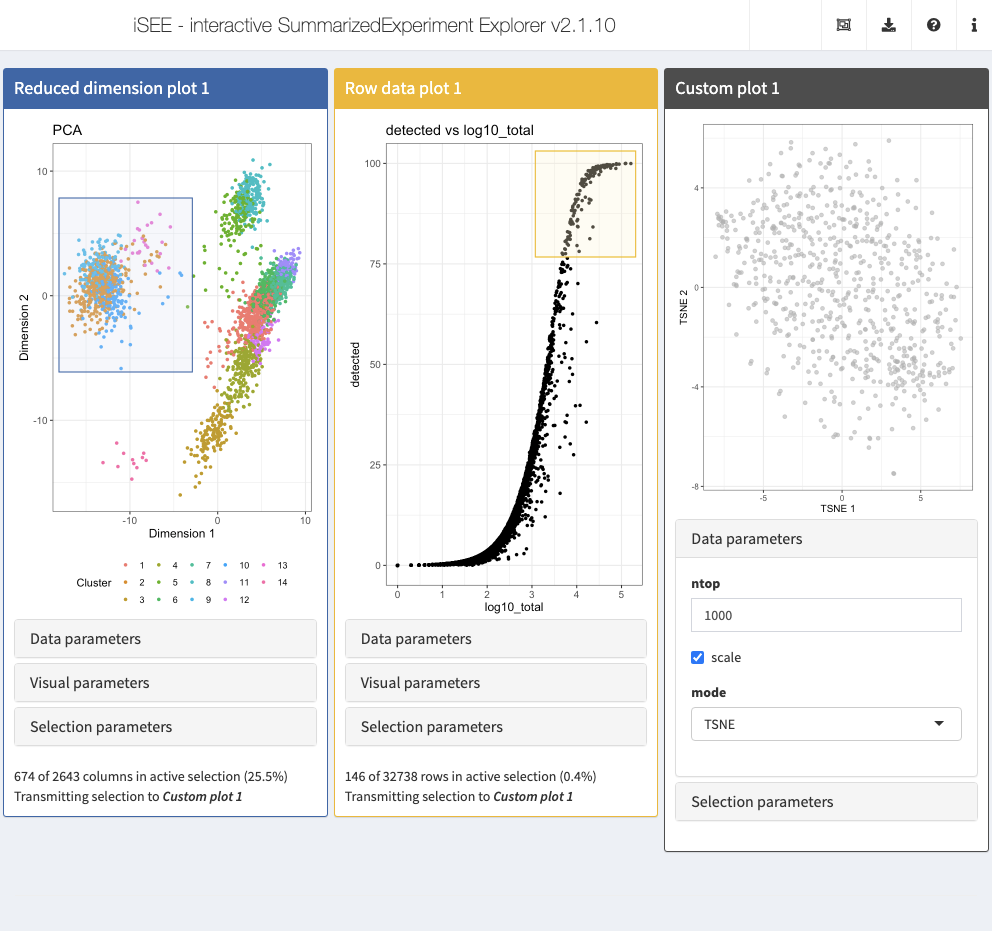 iSEE - interactive SummarizedExperiment Explorer v2.1.10
Reduced dimension plot 1
PCA
10
0
-10
Dimension 2
-10 0 10
Dimension 1
Cluster
1 4 7 10 13
2 5 8 11 14
3 6 9 12
Data parameters
Visual parameters
Selection parameters
674 of 2643 columns in active selection (25.5%)
Transmitting selection to Custom plot 1
Row data plot 1
detected vs log10_total
100
75
50
25
0
detected
0 1 2 3 4 5
log10_total
Data parameters
Visual parameters
Selection parameters
146 of 32738 rows in active selection (0.4%)
Transmitting selection to Custom plot 1
Custom plot 1
4
0
-4
-8
TSNE 2
-5 0 5
TSNE 1
Data parameters
ntop
1000
scale
mode
TSNE
Selection parameters